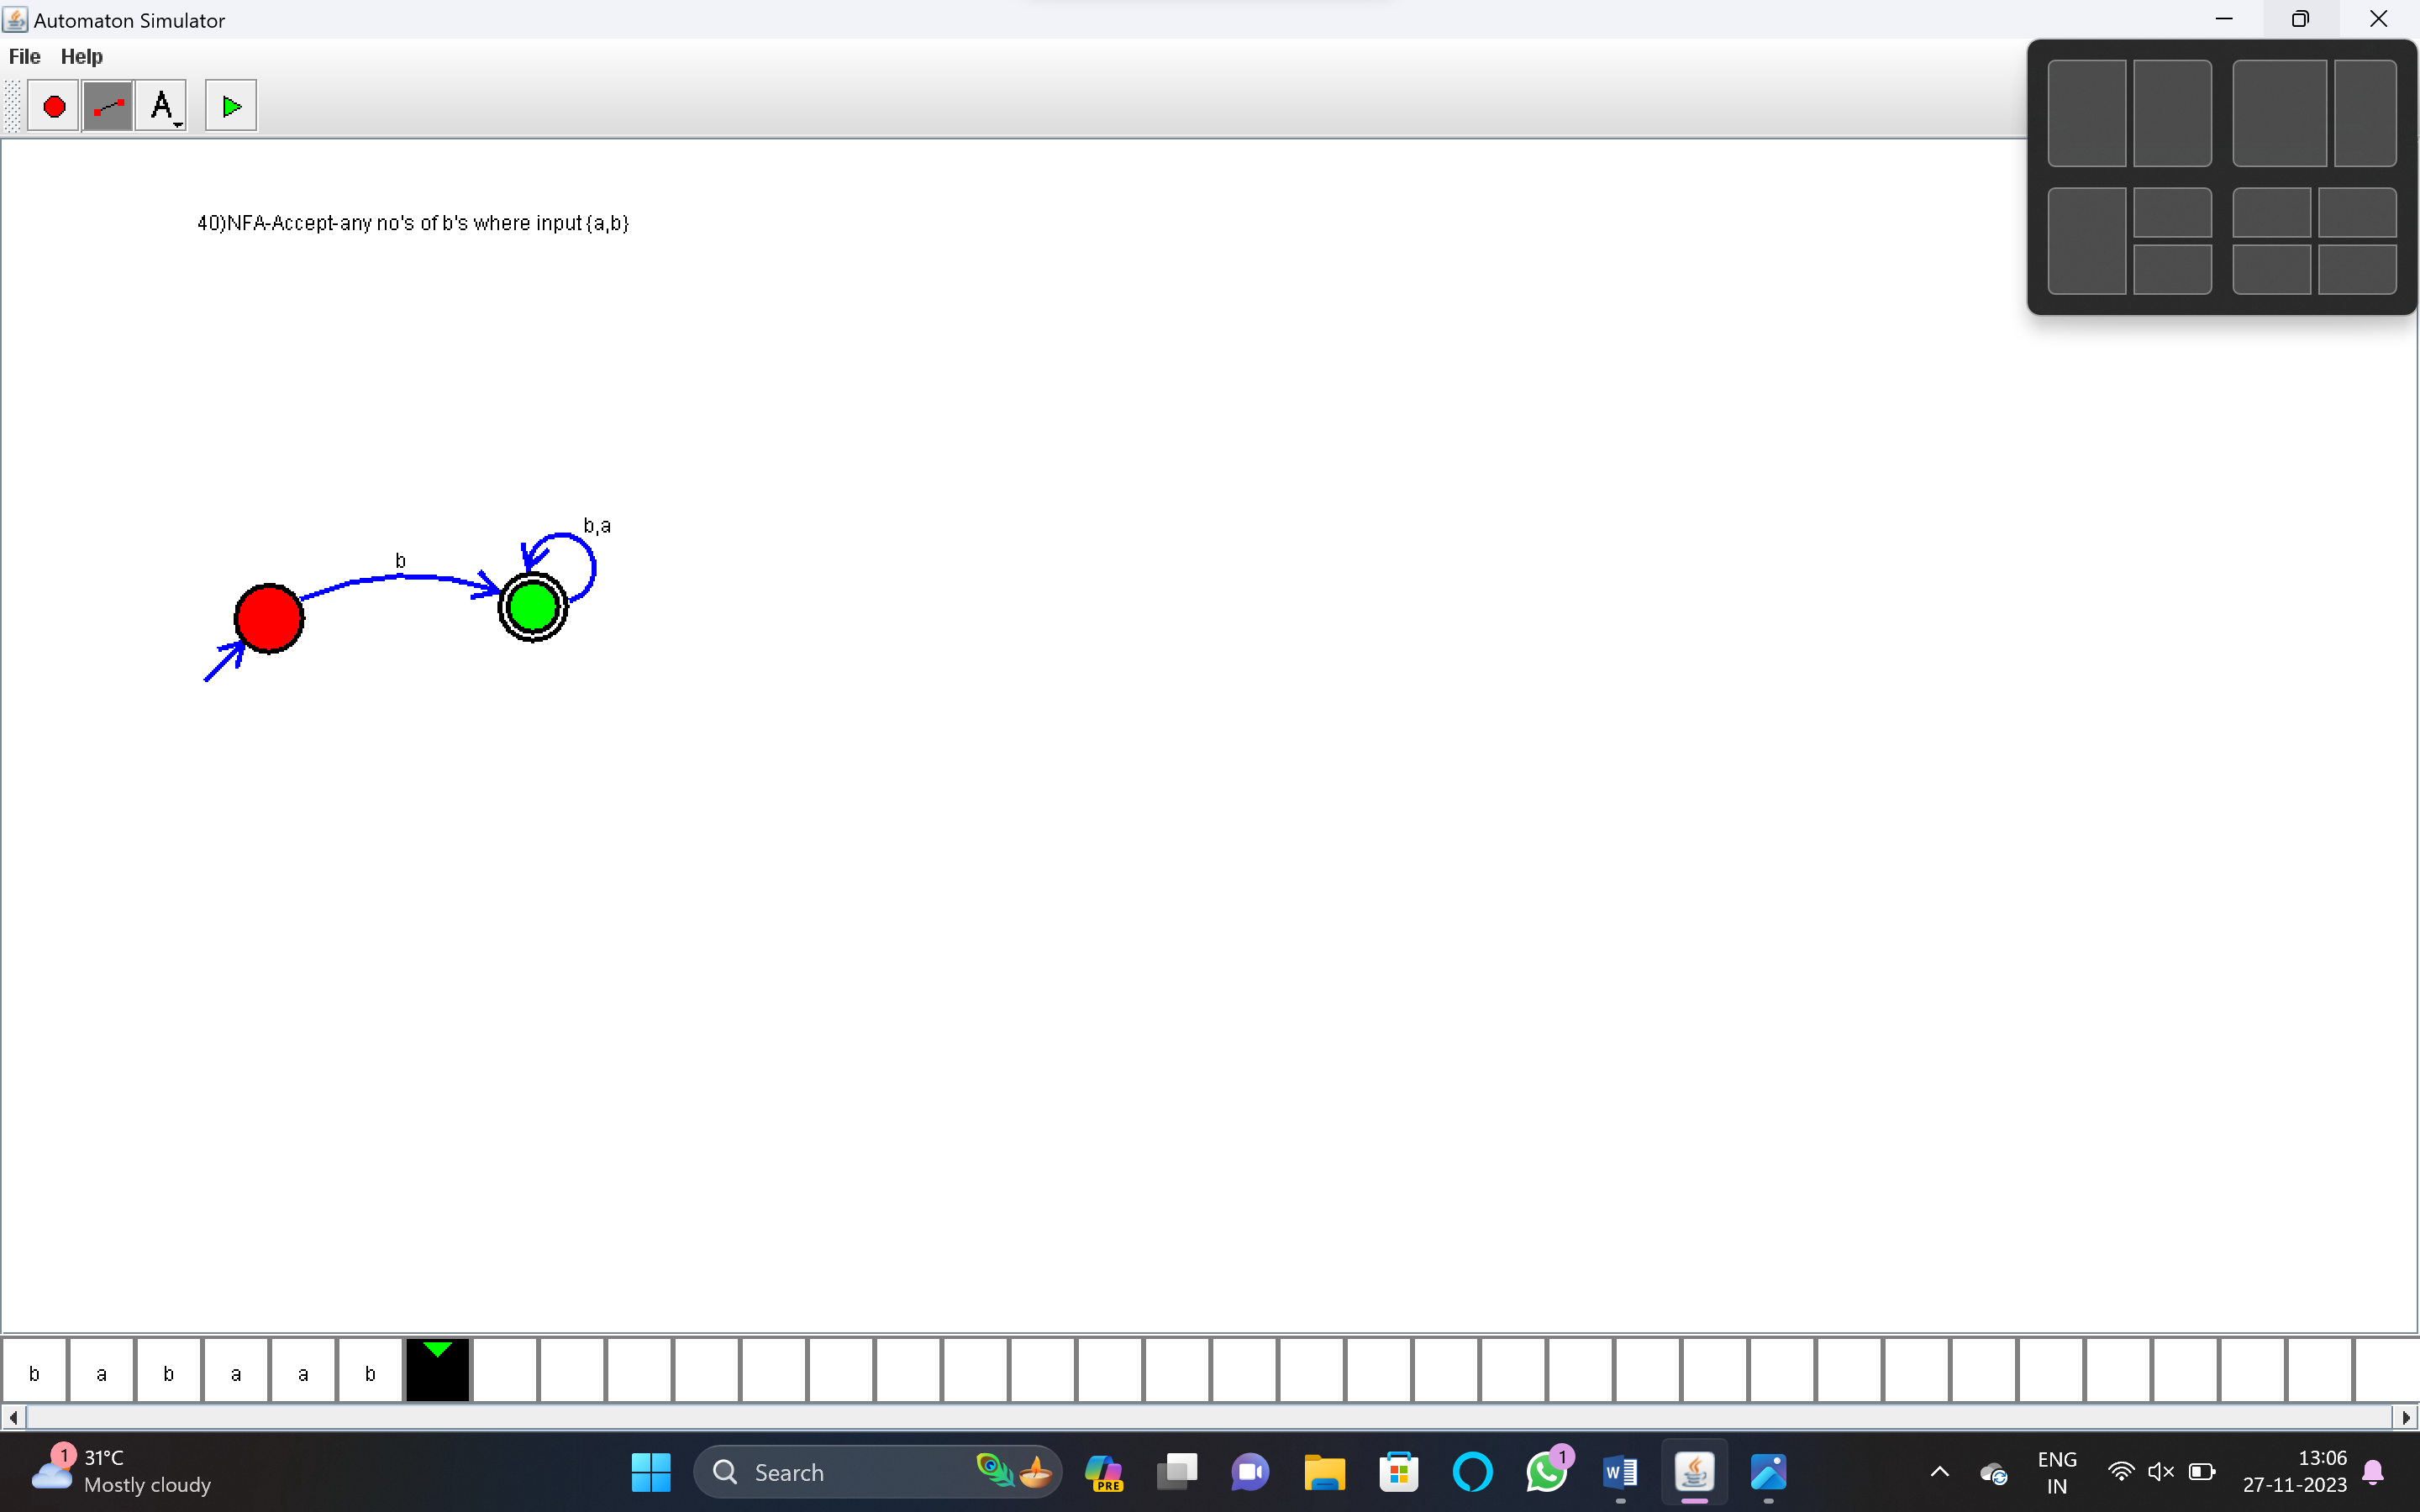 Automaton Simulator
File Help
A
40)NFA-Accept-any no's of b's where input {a,b}
b,a
b
b a b a a b
1 31°C
Mostly cloudy
Search
PRE
1
W
ENG
IN
13:06
27-11-2023